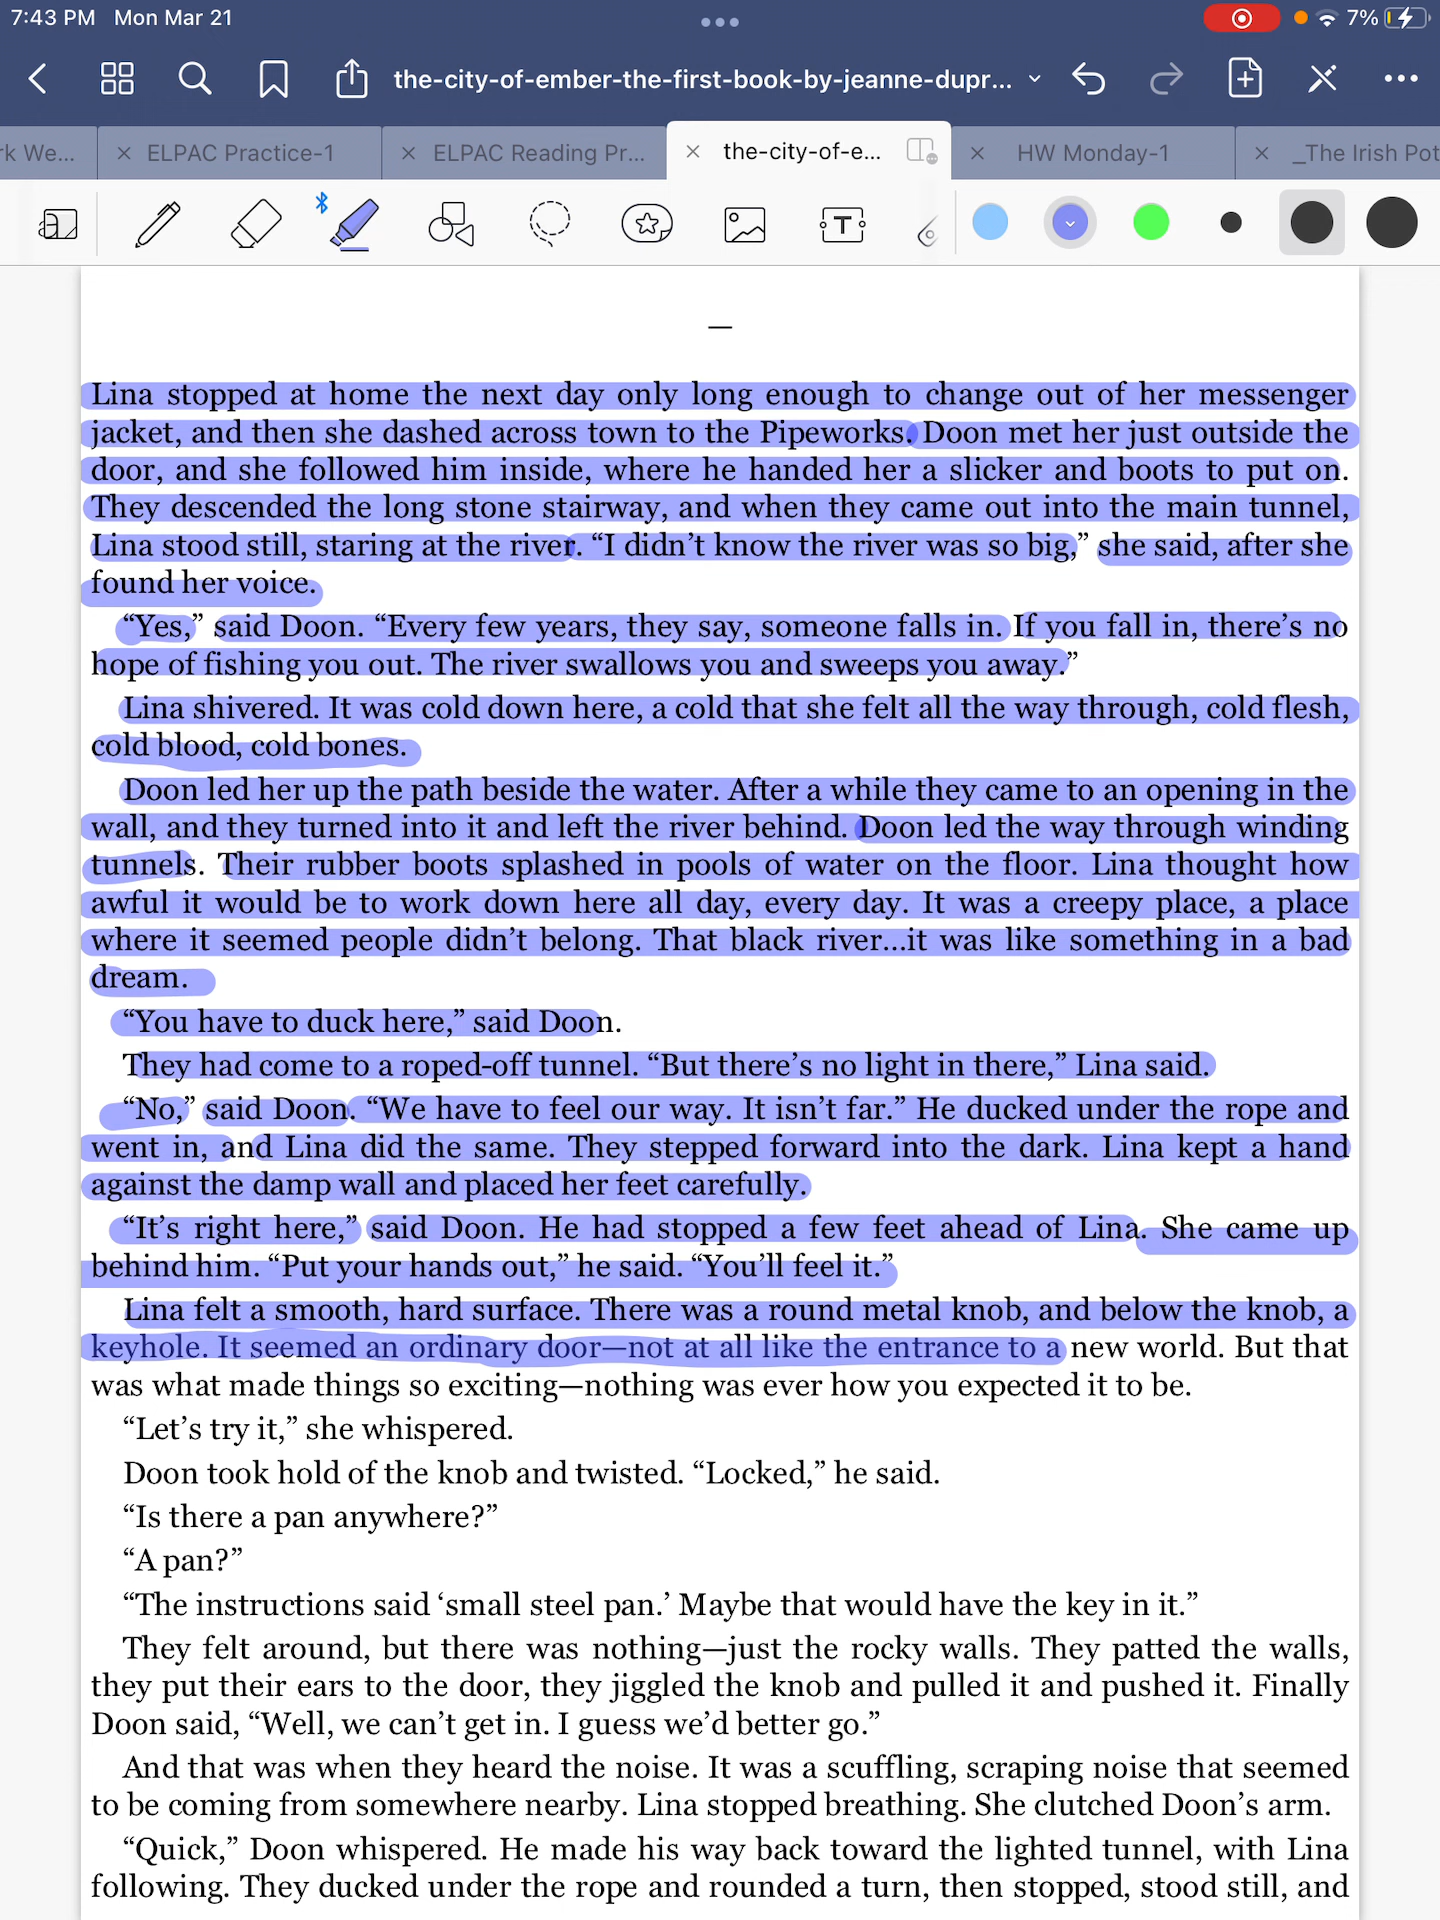 7:43 PM Mon Mar 21
7%
the-city-of-ember-the-first-book-by-jeanne-dupr...
rk We...
ELPAC Practice-1
ELPAC Reading Pr...
the-city-of-e...
HW Monday-1
_The Irish Pot
T
—
Lina stopped at home the next day only long enough to change out of her messenger
jacket, and then she dashed across town to the Pipeworks. Doon met her just outside the
door, and she followed him inside, where he handed her a slicker and boots to put on.
They descended the long stone stairway, and when they came out into the main tunnel,
Lina stood still, staring at the river. “I didn’t know the river was so big,” she said, after she
found her voice.
“Yes,” said Doon. “Every few years, they say, someone falls in. If you fall in, there’s no
hope of fishing you out. The river swallows you and sweeps you away.”
Lina shivered. It was cold down here, a cold that she felt all the way through, cold flesh,
cold blood, cold bones.
Doon led her up the path beside the water. After a while they came to an opening in the
wall, and they turned into it and left the river behind. Doon led the way through winding
tunnels. Their rubber boots splashed in pools of water on the floor. Lina thought how
awful it would be to work down here all day, every day. It was a creepy place, a place
where it seemed people didn’t belong. That black river...it was like something in a bad
dream.
“You have to duck here,” said Doon.
They had come to a roped-off tunnel. “But there’s no light in there,” Lina said.
“No,” said Doon. “We have to feel our way. It isn’t far.” He ducked under the rope and
went in, and Lina did the same. They stepped forward into the dark. Lina kept a hand
against the damp wall and placed her feet carefully.
“It’s right here,” said Doon. He had stopped a few feet ahead of Lina. She came up
behind him. “Put your hands out,” he said. “You’ll feel it.”
Lina felt a smooth, hard surface. There was a round metal knob, and below the knob, a
keyhole. It seemed an ordinary door—not at all like the entrance to a new world. But that
was what made things so exciting—nothing was ever how you expected it to be.
“Let’s try it,” she whispered.
Doon took hold of the knob and twisted. “Locked,” he said.
“Is there a pan anywhere?”
“A pan?”
“The instructions said ‘small steel pan.’ Maybe that would have the key in it.”
They felt around, but there was nothing—just the rocky walls. They patted the walls,
they put their ears to the door, they jiggled the knob and pulled it and pushed it. Finally
Doon said, “Well, we can’t get in. I guess we’d better go.”
And that was when they heard the noise. It was a scuffling, scraping noise that seemed
to be coming from somewhere nearby. Lina stopped breathing. She clutched Doon’s arm.
“Quick,” Doon whispered. He made his way back toward the lighted tunnel, with Lina
following. They ducked under the rope and rounded a turn, then stopped, stood still, and